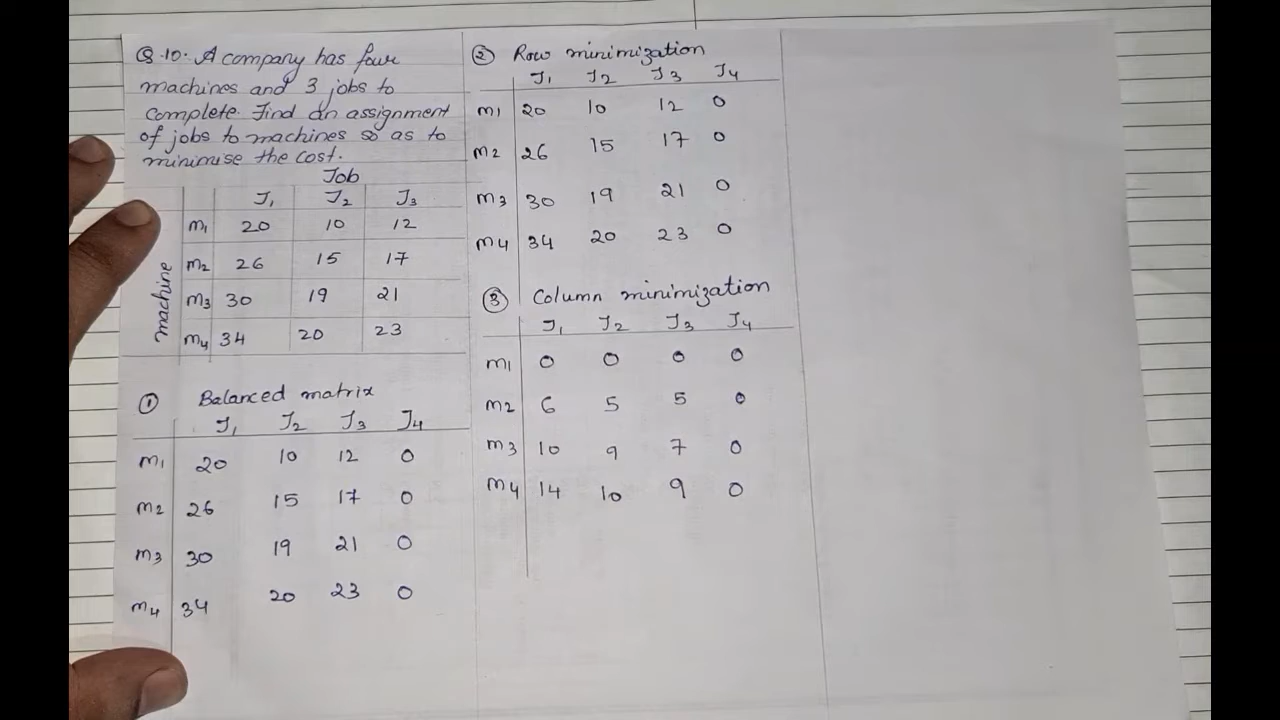 Q.10. A company has four
machines and 3 jobs to
complete. Find an assignment
of jobs to machines so as to
minimise the cost.
Job
J1 J2 J3
machine
m1 20 10 12
m2 26 15 17
m3 30 19 21
m4 34 20 23
① Balanced matrix
J1 J2 J3 J4
m1 20 10 12 0
m2 26 15 17 0
m3 30 19 21 0
m4 34 20 23 0
② Row minimization
J1 J2 J3 J4
m1 20 10 12 0
m2 26 15 17 0
m3 30 19 21 0
m4 34 20 23 0
③ Column minimization
J1 J2 J3 J4
m1 0 0 0 0
m2 6 5 5 0
m3 10 9 7 0
m4 14 10 9 0